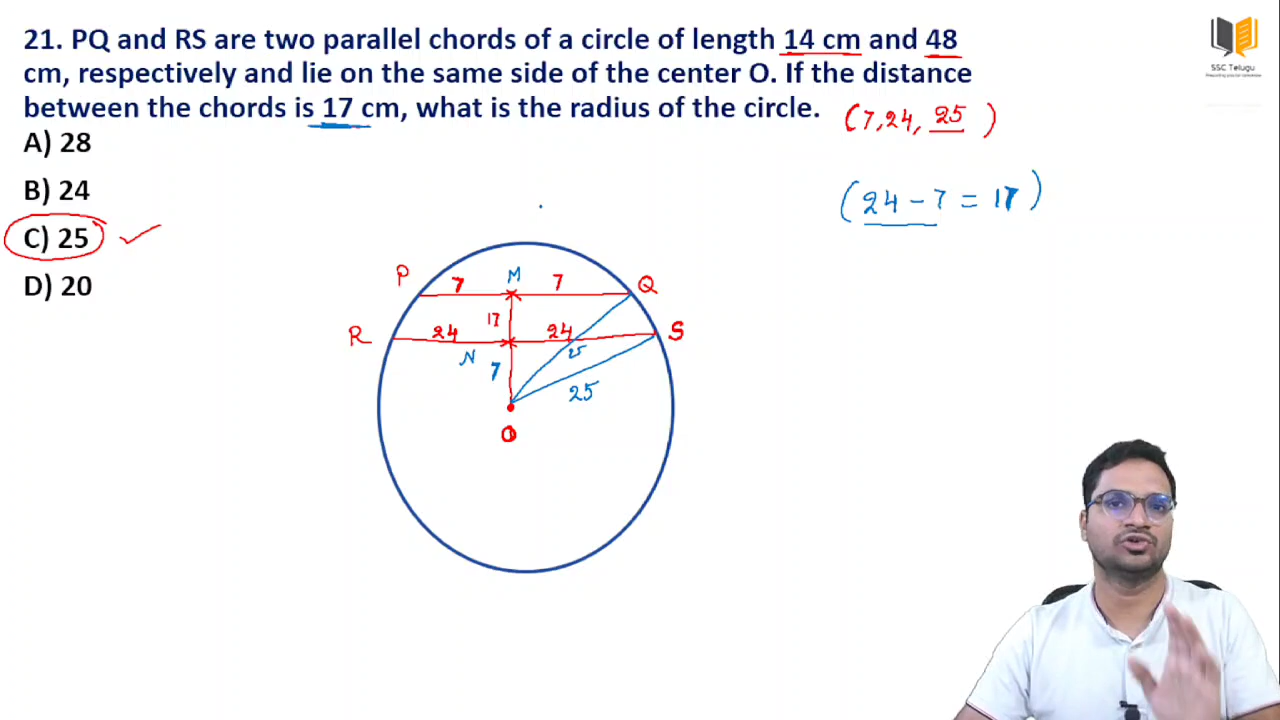 21. PQ and RS are two parallel chords of a circle of length 14 cm and 48
cm, respectively and lie on the same side of the center O. If the distance
between the chords is 17 cm, what is the radius of the circle.
(7, 24, 25)
A) 28
B) 24
(24 - 7 = 17)
C) 25
D) 20
P 7 M 7 Q
17
R 24 24 S
N 7 25
25
O
SSC Telugu